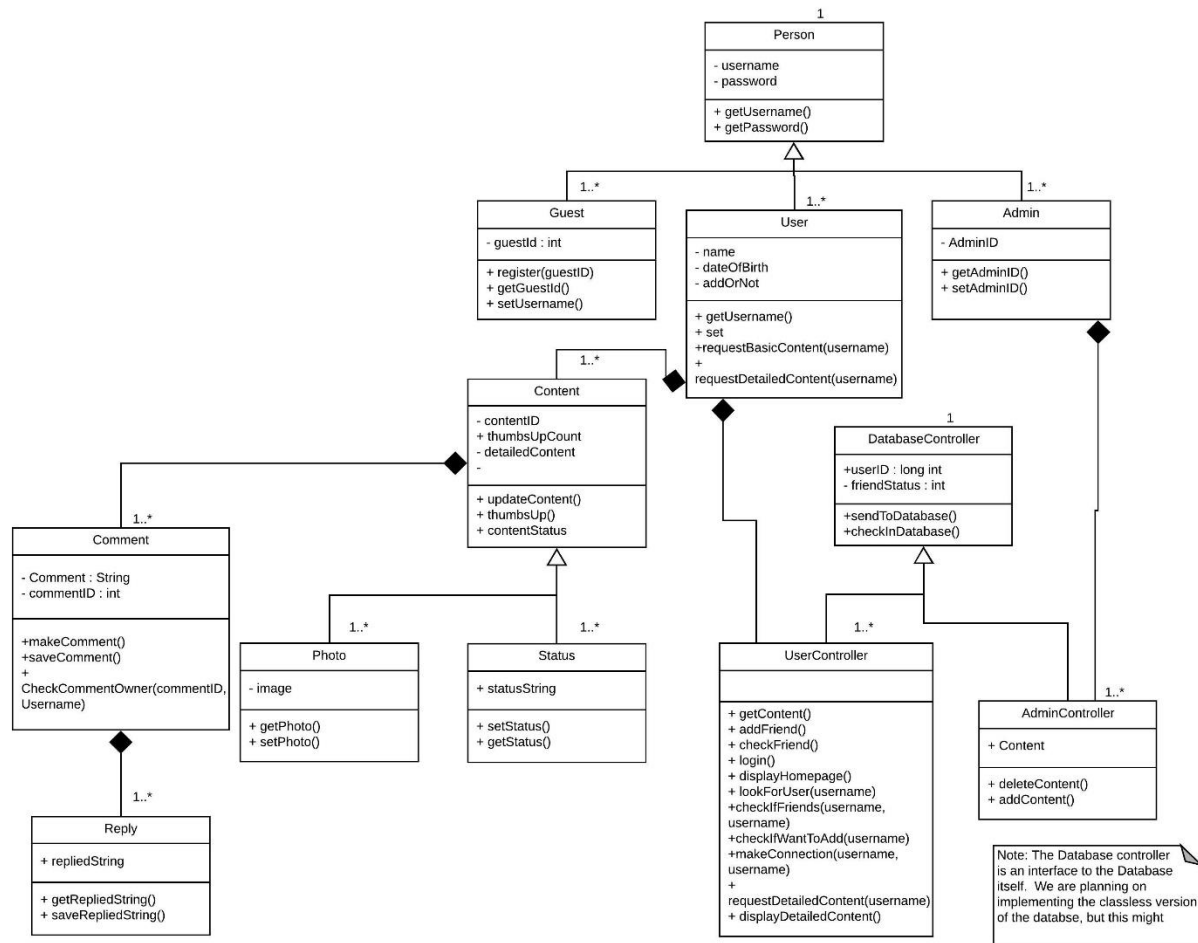 1
Person
- username
- password
+ getUsername()
+ getPassword()
1..*
Guest
- guestId : int
+ register(guestID)
+ getGuestId()
+ setUsername()
1..*
User
- name
- dateOfBirth
- addOrNot
+ getUsername()
+ set
+requestBasicContent(username)
+
requestDetailedContent(username)
1..*
Admin
- AdminID
+ getAdminID()
+ setAdminID()
1..*
Content
- contentID
+ thumbsUpCount
- detailedContent
-
+ updateContent()
+ thumbsUp()
+ contentStatus
1
DatabaseController
+userID : long int
- friendStatus : int
+sendToDatabase()
+checkInDatabase()
1..*
Comment
- Comment : String
- commentID : int
+makeComment()
+saveComment()
+
CheckCommentOwner(commentID,
Username)
1..*
Photo
- image
+ getPhoto()
+ setPhoto()
1..*
Status
+ statusString
+ setStatus()
+ getStatus()
1..*
UserController
+ getContent()
+ addFriend()
+ checkFriend()
+ login()
+ displayHomepage()
+ lookForUser(username)
+checkIfFriends(username,
username)
+checkIfWantToAdd(username)
+makeConnection(username,
username)
+
requestDetailedContent(username)
+ displayDetailedContent()
1..*
AdminController
+ Content
+ deleteContent()
+ addContent()
1..*
Reply
+ repliedString
+ getRepliedString()
+ saveRepliedString()
Note: The Database controller
is an interface to the Database
itself. We are planning on
implementing the classless version
of the databse, but this might